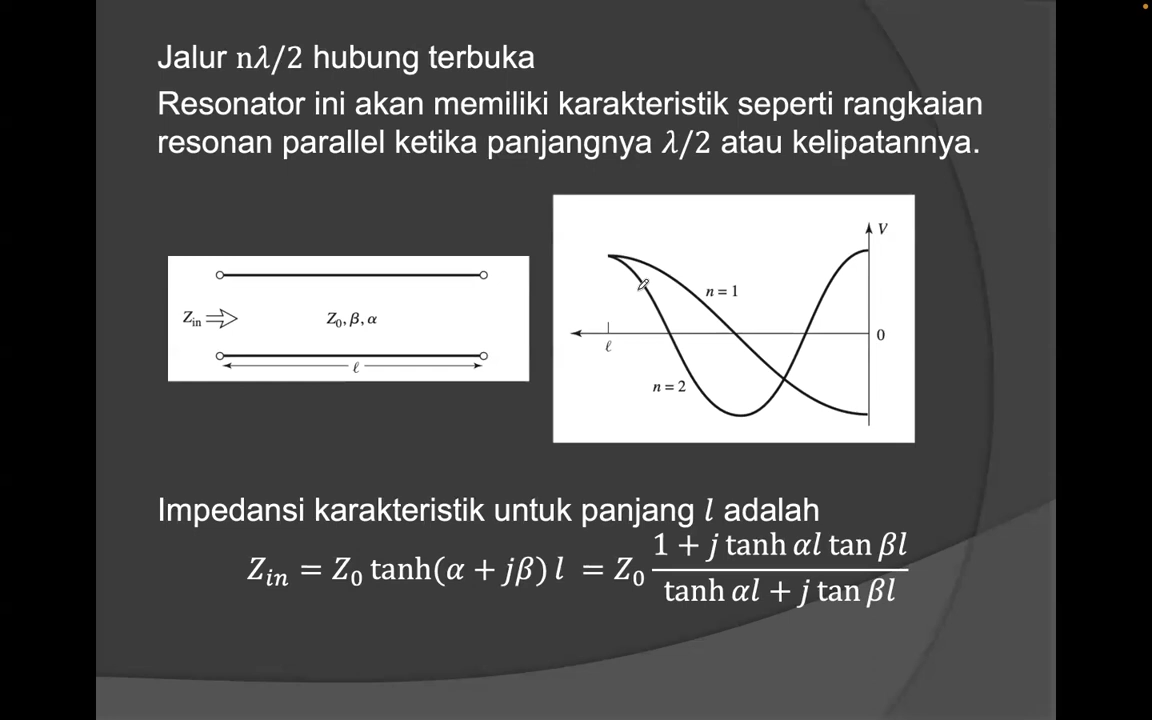 Jalur nλ/2 hubung terbuka
Resonator ini akan memiliki karakteristik seperti rangkaian
resonan parallel ketika panjangnya λ/2 atau kelipatannya.
Z_in ⇒ Z_0, β, α
ℓ
V
n = 1
0
ℓ
n = 2
Impedansi karakteristik untuk panjang l adalah
Z_in = Z_0 tanh(α + jβ) l = Z_0 (1 + j tanh αl tan βl)/(tanh αl + j tan βl)